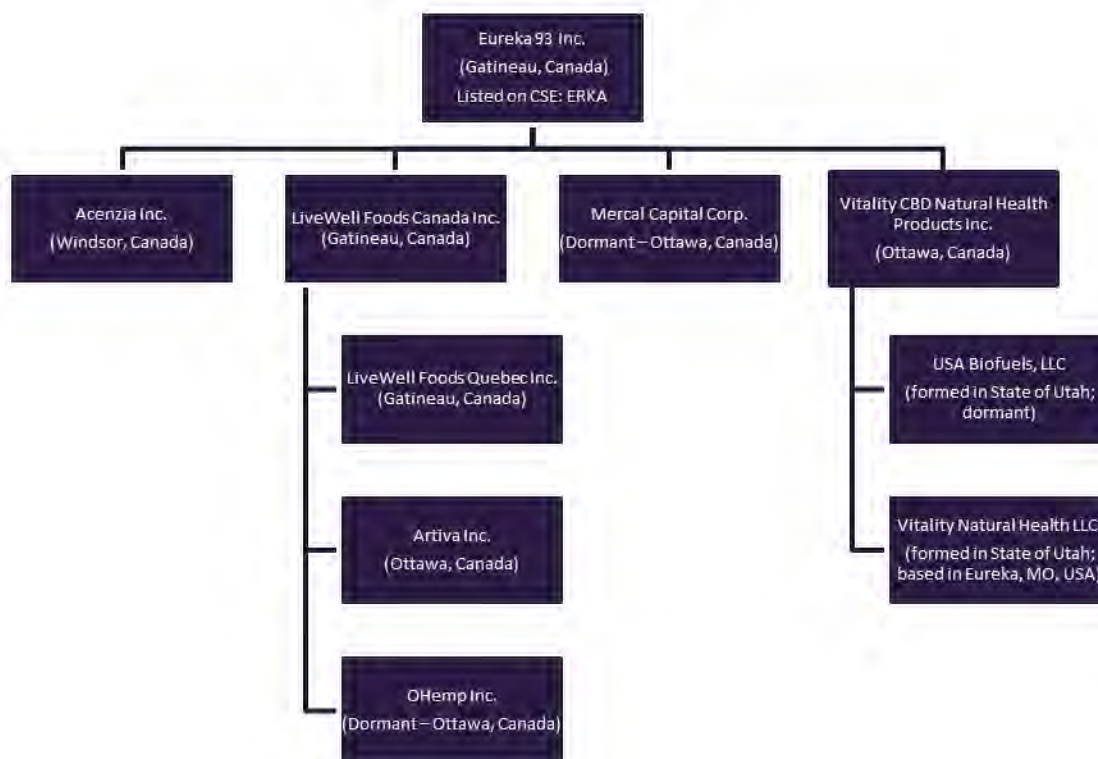 Eureka 93 Inc.
(Gatineau, Canada)
Listed on CSE: ERKA
Acenzia Inc.
(Windsor, Canada)
LiveWell Foods Canada Inc.
(Gatineau, Canada)
Mercal Capital Corp.
(Dormant – Ottawa, Canada)
Vitality CBD Natural Health
Products Inc.
(Ottawa, Canada)
LiveWell Foods Quebec Inc.
(Gatineau, Canada)
Artiva Inc.
(Ottawa, Canada)
OHemp Inc.
(Dormant – Ottawa, Canada)
USA Biofuels, LLC
(formed in State of Utah;
dormant)
Vitality Natural Health LLC
(formed in State of Utah;
based in Eureka, MO, USA)